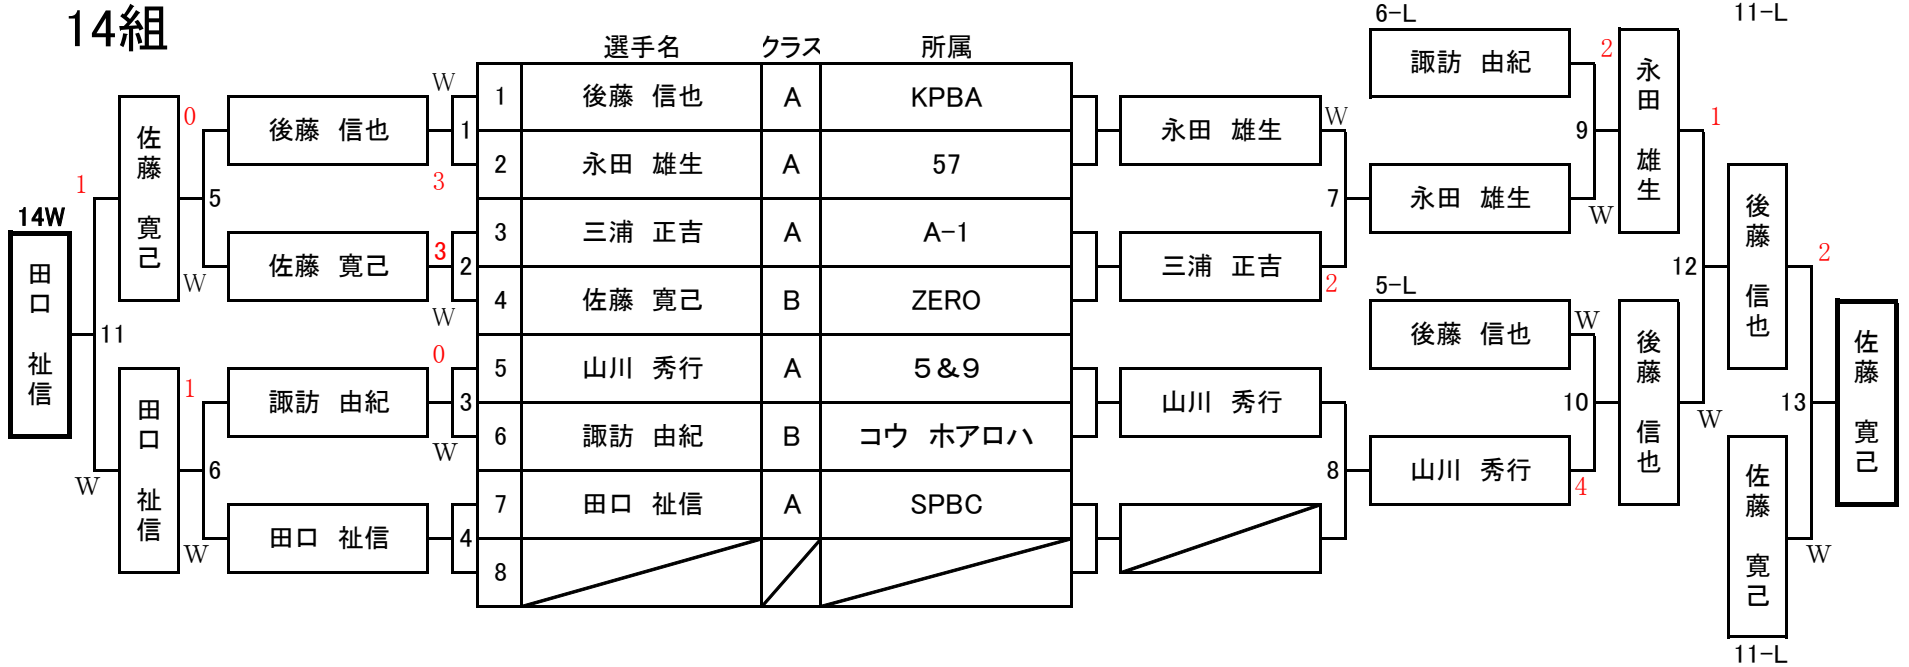 14組
6-L
11-L
選手名 クラス 所属
1 後藤 信也 A KPBA
2 永田 雄生 A 57
3 三浦 正吉 A A-1
4 佐藤 寛己 B ZERO
5 山川 秀行 A 5&9
6 諏訪 由紀 B コウ ホアロハ
7 田口 祉信 A SPBC
8
14W
田口 祉信
1
W
11
佐藤 寛己
田口 祉信
0
W
5
1
W
6
後藤 信也
佐藤 寛己
諏訪 由紀
田口 祉信
W
1
3
3
2
W
0
3
W
4
永田 雄生
三浦 正吉
山川 秀行
W
7
2
8
諏訪 由紀
永田 雄生
5-L
後藤 信也
山川 秀行
2
9
W
W
10
4
永田 雄生
後藤 信也
1
12
W
後藤 信也
佐藤 寛己
11-L
2
13
W
佐藤 寛己